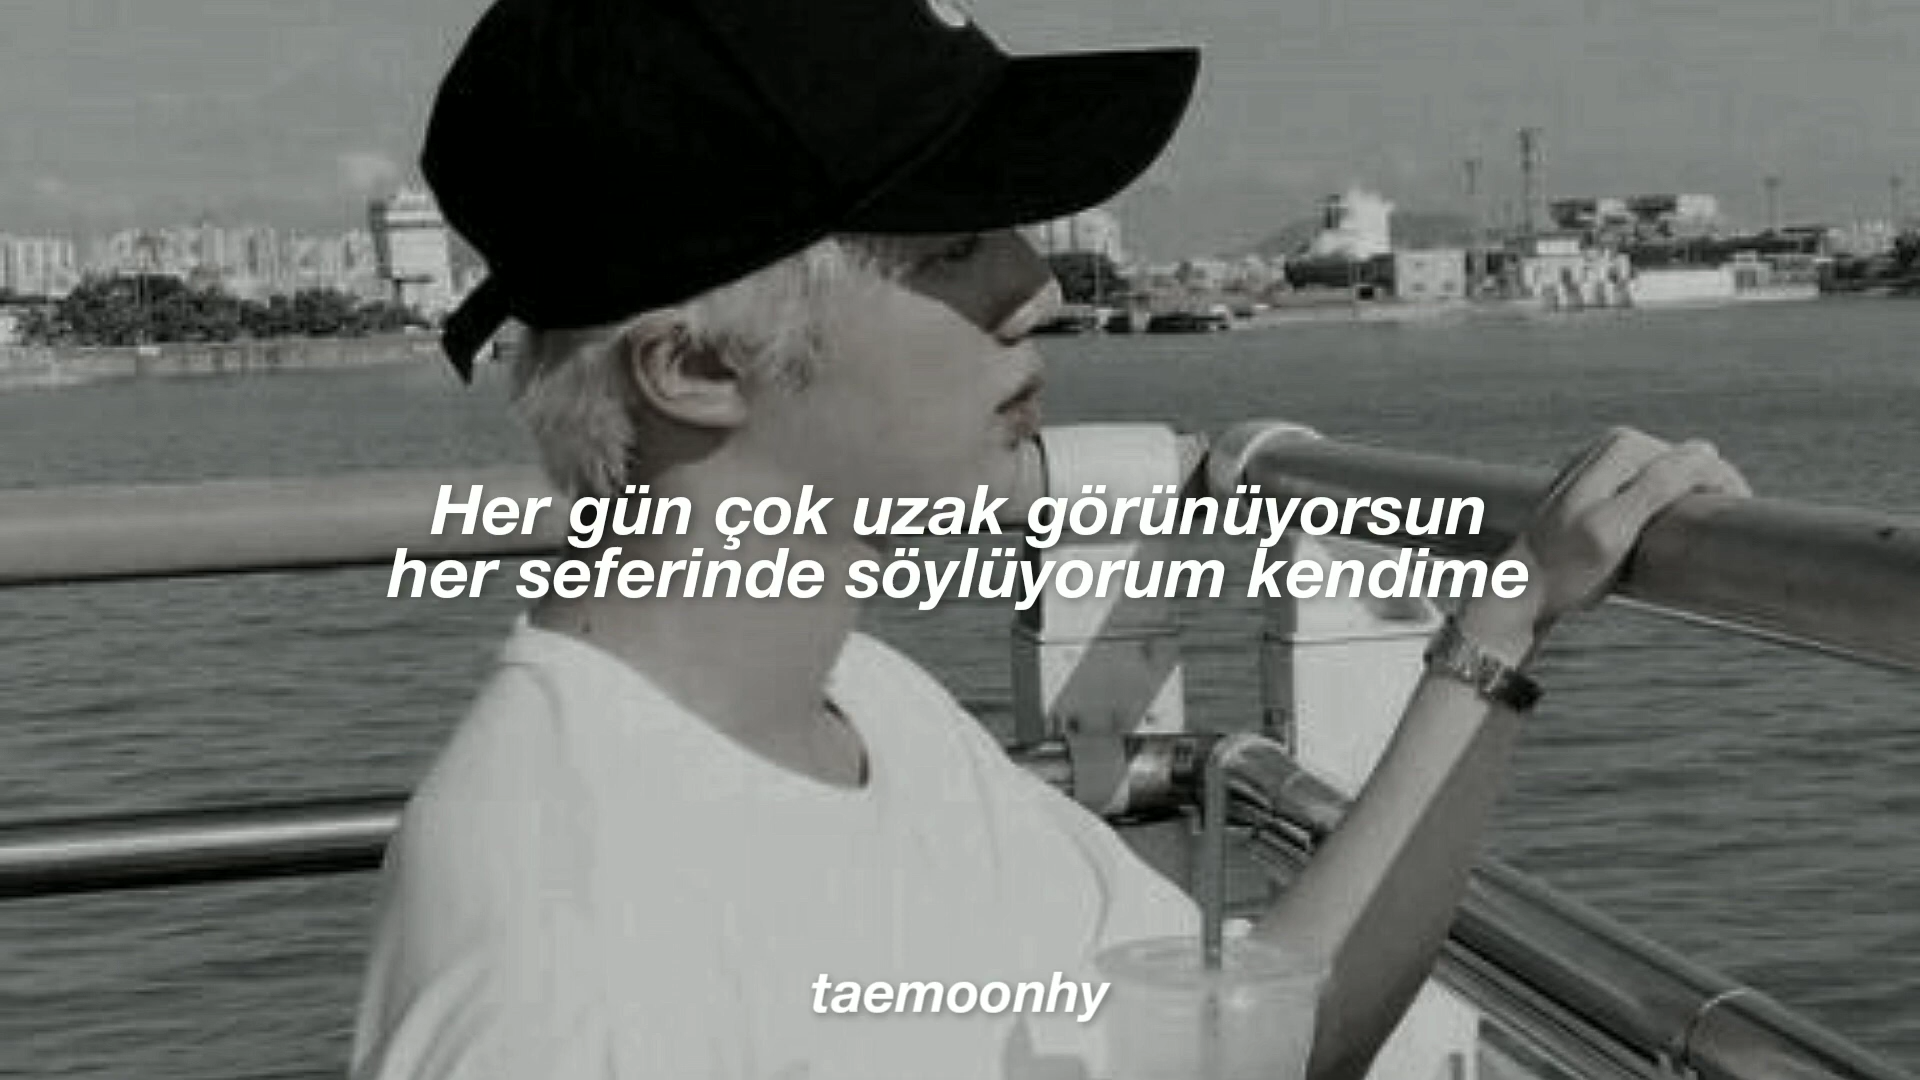 Her gün çok uzak görünüyorsun
her seferinde söylüyorum kendime
taemoonhy